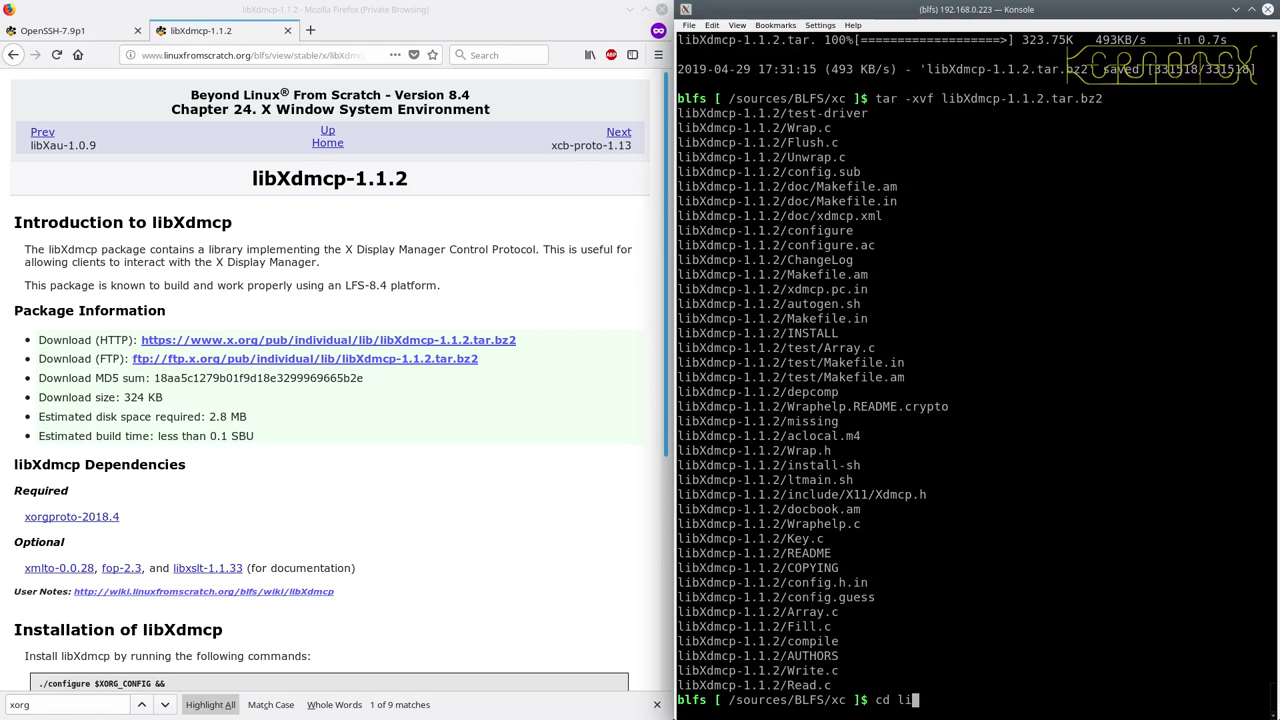 libXdmcp-1.1.2 - Mozilla Firefox (Private Browsing)
OpenSSH-7.9p1
libXdmcp-1.1.2
www.linuxfromscratch.org/blfs/view/stable/x/libXdmc
Search
Beyond Linux® From Scratch - Version 8.4
Chapter 24. X Window System Environment
Prev
Up
Next
libXau-1.0.9
Home
xcb-proto-1.13
libXdmcp-1.1.2
Introduction to libXdmcp
The libXdmcp package contains a library implementing the X Display Manager Control Protocol. This is useful for
allowing clients to interact with the X Display Manager.
This package is known to build and work properly using an LFS-8.4 platform.
Package Information
• Download (HTTP): https://www.x.org/pub/individual/lib/libXdmcp-1.1.2.tar.bz2
• Download (FTP): ftp://ftp.x.org/pub/individual/lib/libXdmcp-1.1.2.tar.bz2
• Download MD5 sum: 18aa5c1279b01f9d18e3299969665b2e
• Download size: 324 KB
• Estimated disk space required: 2.8 MB
• Estimated build time: less than 0.1 SBU
libXdmcp Dependencies
Required
xorgproto-2018.4
Optional
xmlto-0.0.28, fop-2.3, and libxslt-1.1.33 (for documentation)
User Notes: http://wiki.linuxfromscratch.org/blfs/wiki/libXdmcp
Installation of libXdmcp
Install libXdmcp by running the following commands:
./configure $XORG_CONFIG &&
xorg
Highlight All
Match Case
Whole Words
1 of 9 matches
(blfs) 192.168.0.223 — Konsole
File Edit View Bookmarks Settings Help
libXdmcp-1.1.2.tar. 100%[===================>] 323.75K 493KB/s in 0.7s
2019-04-29 17:31:15 (493 KB/s) - 'libXdmcp-1.1.2.tar.bz2' saved [331518/331518]
blfs [ /sources/BLFS/xc ]$ tar -xvf libXdmcp-1.1.2.tar.bz2
libXdmcp-1.1.2/test-driver
libXdmcp-1.1.2/Wrap.c
libXdmcp-1.1.2/Flush.c
libXdmcp-1.1.2/Unwrap.c
libXdmcp-1.1.2/config.sub
libXdmcp-1.1.2/doc/Makefile.am
libXdmcp-1.1.2/doc/Makefile.in
libXdmcp-1.1.2/doc/xdmcp.xml
libXdmcp-1.1.2/configure
libXdmcp-1.1.2/configure.ac
libXdmcp-1.1.2/ChangeLog
libXdmcp-1.1.2/Makefile.am
libXdmcp-1.1.2/xdmcp.pc.in
libXdmcp-1.1.2/autogen.sh
libXdmcp-1.1.2/Makefile.in
libXdmcp-1.1.2/INSTALL
libXdmcp-1.1.2/test/Array.c
libXdmcp-1.1.2/test/Makefile.in
libXdmcp-1.1.2/test/Makefile.am
libXdmcp-1.1.2/depcomp
libXdmcp-1.1.2/Wraphelp.README.crypto
libXdmcp-1.1.2/missing
libXdmcp-1.1.2/aclocal.m4
libXdmcp-1.1.2/Wrap.h
libXdmcp-1.1.2/install-sh
libXdmcp-1.1.2/ltmain.sh
libXdmcp-1.1.2/include/X11/Xdmcp.h
libXdmcp-1.1.2/docbook.am
libXdmcp-1.1.2/Wraphelp.c
libXdmcp-1.1.2/Key.c
libXdmcp-1.1.2/README
libXdmcp-1.1.2/COPYING
libXdmcp-1.1.2/config.h.in
libXdmcp-1.1.2/config.guess
libXdmcp-1.1.2/Array.c
libXdmcp-1.1.2/Fill.c
libXdmcp-1.1.2/compile
libXdmcp-1.1.2/AUTHORS
libXdmcp-1.1.2/Write.c
libXdmcp-1.1.2/Read.c
blfs [ /sources/BLFS/xc ]$ cd li